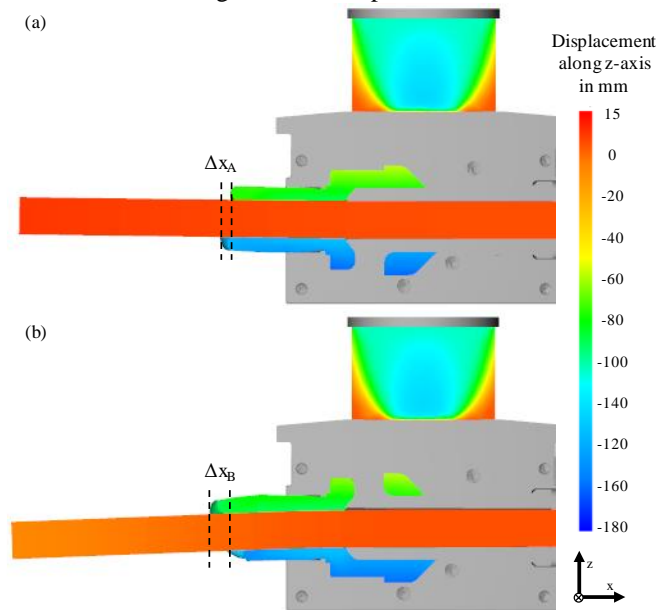 (a)
Displacement
along z-axis
in mm
15
0
-20
-40
-60
-80
-100
-120
-140
-160
-180
ΔxA
(b)
ΔxB
z
x